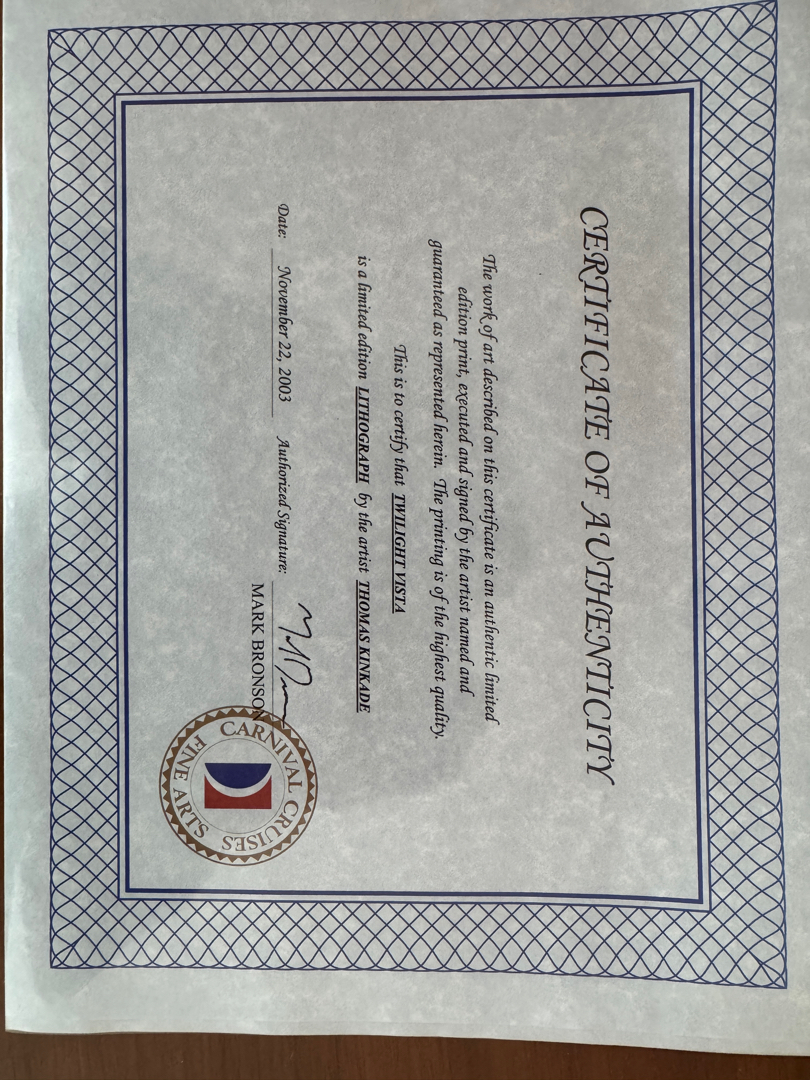 CERTIFICATE OF AUTHENTICITY
The work of art described on this certificate is an authentic limited
edition print, executed and signed by the artist named and
guaranteed as represented herein. The printing is of the highest quality.
This is to certify that TWILIGHT VISTA
is a limited edition LITHOGRAPH by the artist THOMAS KINKADE
Date: November 22, 2003 Authorized Signature:
MARK BRONSON
CARNIVAL CRUISES
FINE ARTS